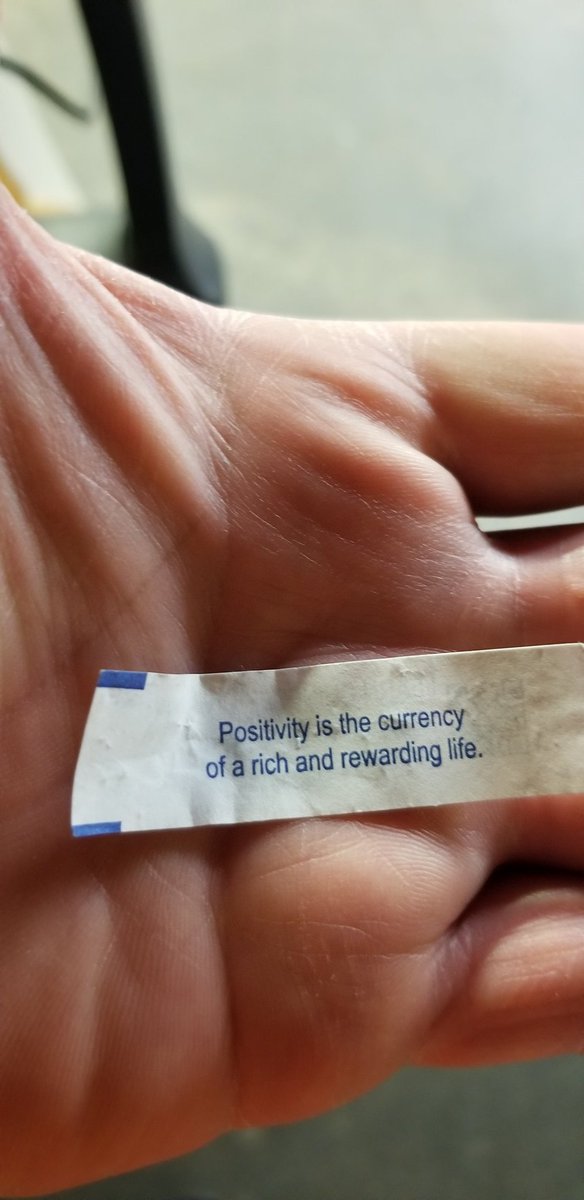 Positivity is the currency
of a rich and rewarding life.